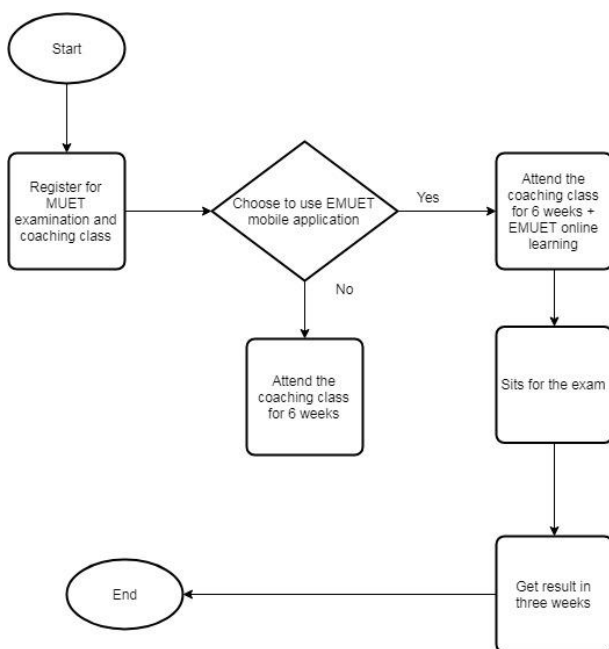 Start
Register for
MUET
examination and
coaching class
Choose to use EMUET
mobile application
Yes
Attend the
coaching class
for 6 weeks +
EMUET online
learning
No
Attend the
coaching class
for 6 weeks
Sits for the exam
Get result in
three weeks
End